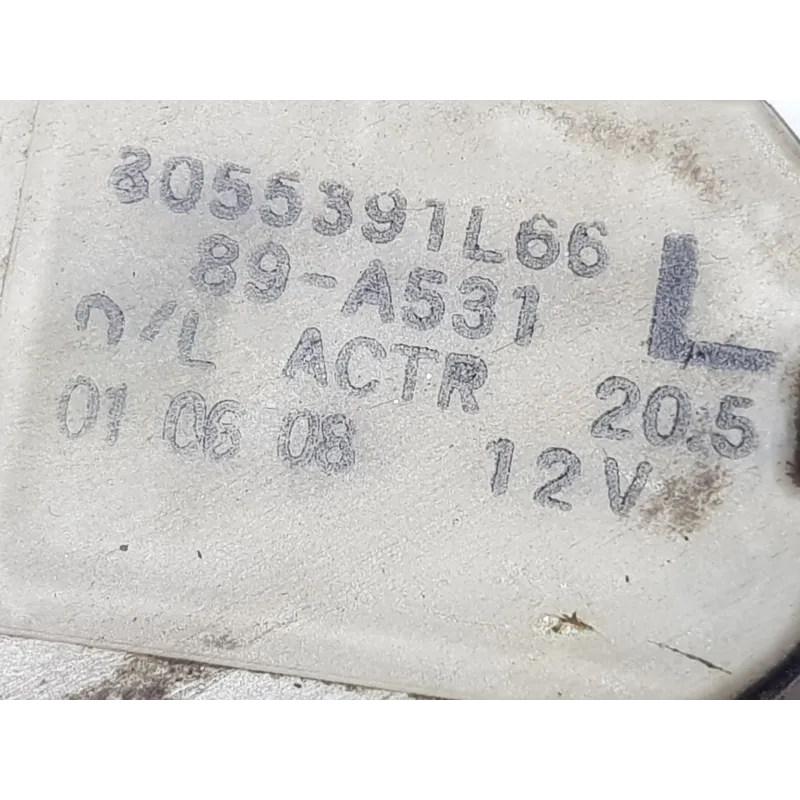 8055391L66
89-A531 L
ACTR 20.5
01 06 08 12V